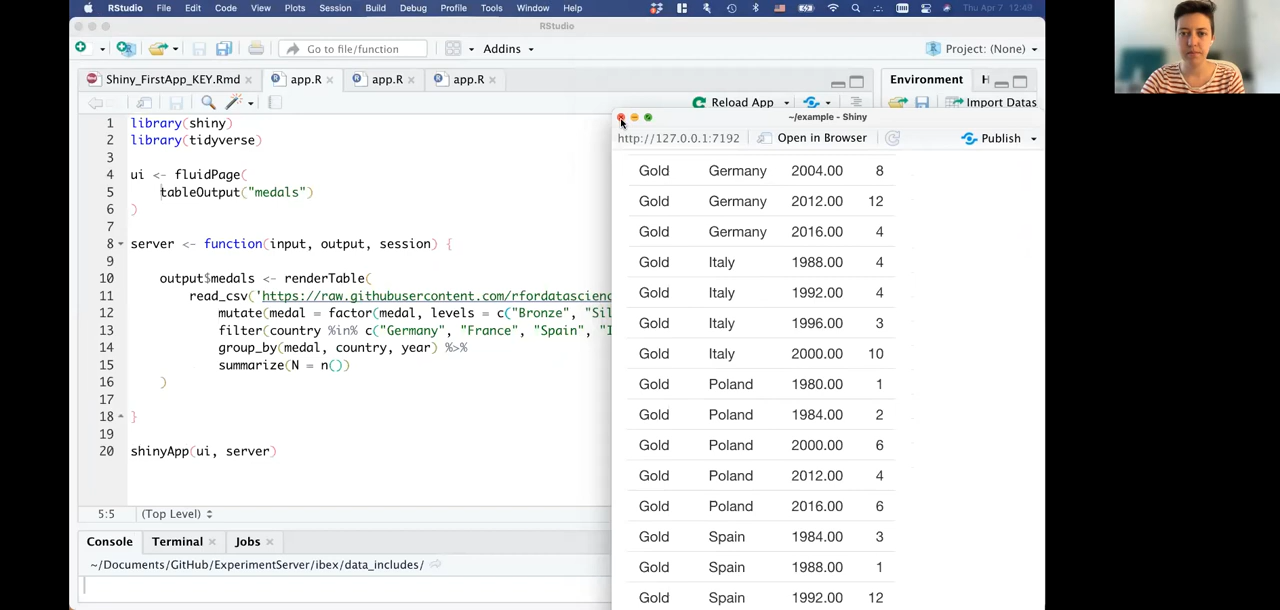 RStudio File Edit Code View Plots Session Build Debug Profile Tools Window Help Thu Apr 7 12:49
RStudio
Go to file/function Addins Project: (None)
Shiny_FirstApp_KEY.Rmd app.R app.R app.R
Environment H
Reload App Import Datas
1 library(shiny)
2 library(tidyverse)
3
4 ui <- fluidPage(
5 tableOutput("medals")
6 )
7
8 server <- function(input, output, session) {
9
10 output$medals <- renderTable(
11 read_csv('https://raw.githubusercontent.com/rfordatascienc
12 mutate(medal = factor(medal, levels = c("Bronze", "Sil
13 filter(country %in% c("Germany", "France", "Spain", "I
14 group_by(medal, country, year) %>%
15 summarize(N = n())
16 )
17
18 }
19
20 shinyApp(ui, server)
5:5 (Top Level)
Console Terminal Jobs
~/Documents/GitHub/ExperimentServer/ibex/data_includes/
~/example - Shiny
http://127.0.0.1:7192 Open in Browser Publish
Gold Germany 2004.00 8
Gold Germany 2012.00 12
Gold Germany 2016.00 4
Gold Italy 1988.00 4
Gold Italy 1992.00 4
Gold Italy 1996.00 3
Gold Italy 2000.00 10
Gold Poland 1980.00 1
Gold Poland 1984.00 2
Gold Poland 2000.00 6
Gold Poland 2012.00 4
Gold Poland 2016.00 6
Gold Spain 1984.00 3
Gold Spain 1988.00 1
Gold Spain 1992.00 12